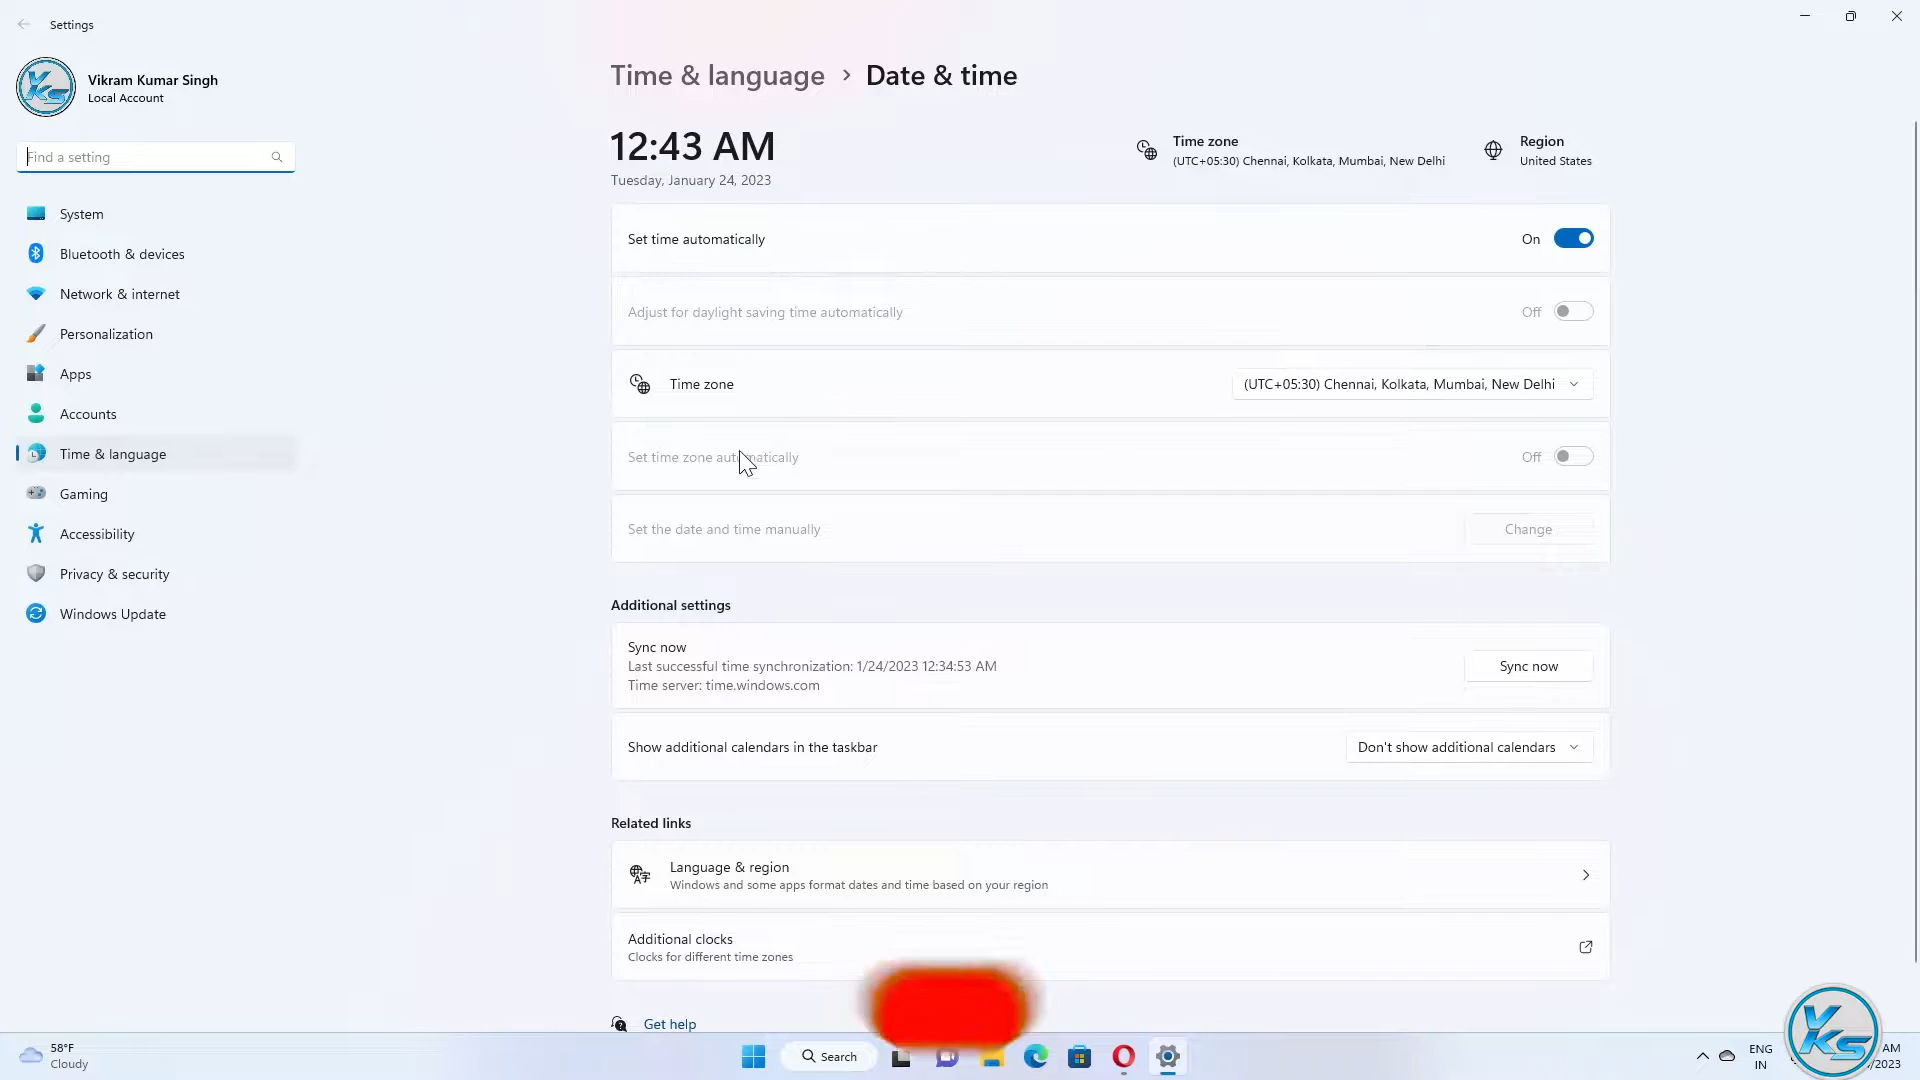 Settings
Vikram Kumar Singh
Local Account
Find a setting
System
Bluetooth & devices
Network & internet
Personalization
Apps
Accounts
Time & language
Gaming
Accessibility
Privacy & security
Windows Update
Time & language › Date & time
12:43 AM
Tuesday, January 24, 2023
Time zone
(UTC+05:30) Chennai, Kolkata, Mumbai, New Delhi
Region
United States
Set time automatically
On
Adjust for daylight saving time automatically
Off
Time zone
(UTC+05:30) Chennai, Kolkata, Mumbai, New Delhi
Set time zone automatically
Off
Set the date and time manually
Change
Additional settings
Sync now
Last successful time synchronization: 1/24/2023 12:34:53 AM
Time server: time.windows.com
Sync now
Show additional calendars in the taskbar
Don't show additional calendars
Related links
Language & region
Windows and some apps format dates and time based on your region
Additional clocks
Clocks for different time zones
Get help
58°F
Cloudy
Search
ENG
IN
AM
/2023
YKS